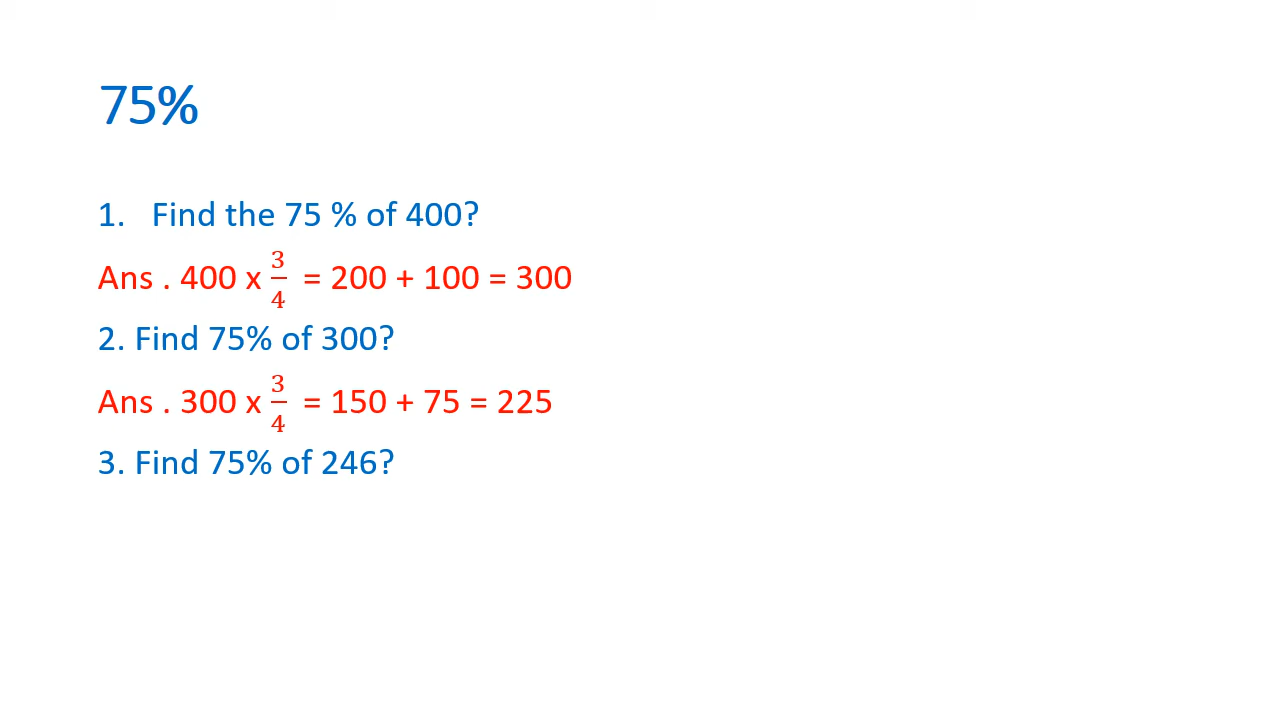 75%
1. Find the 75 % of 400?
Ans . 400 x 3/4 = 200 + 100 = 300
2. Find 75% of 300?
Ans . 300 x 3/4 = 150 + 75 = 225
3. Find 75% of 246?